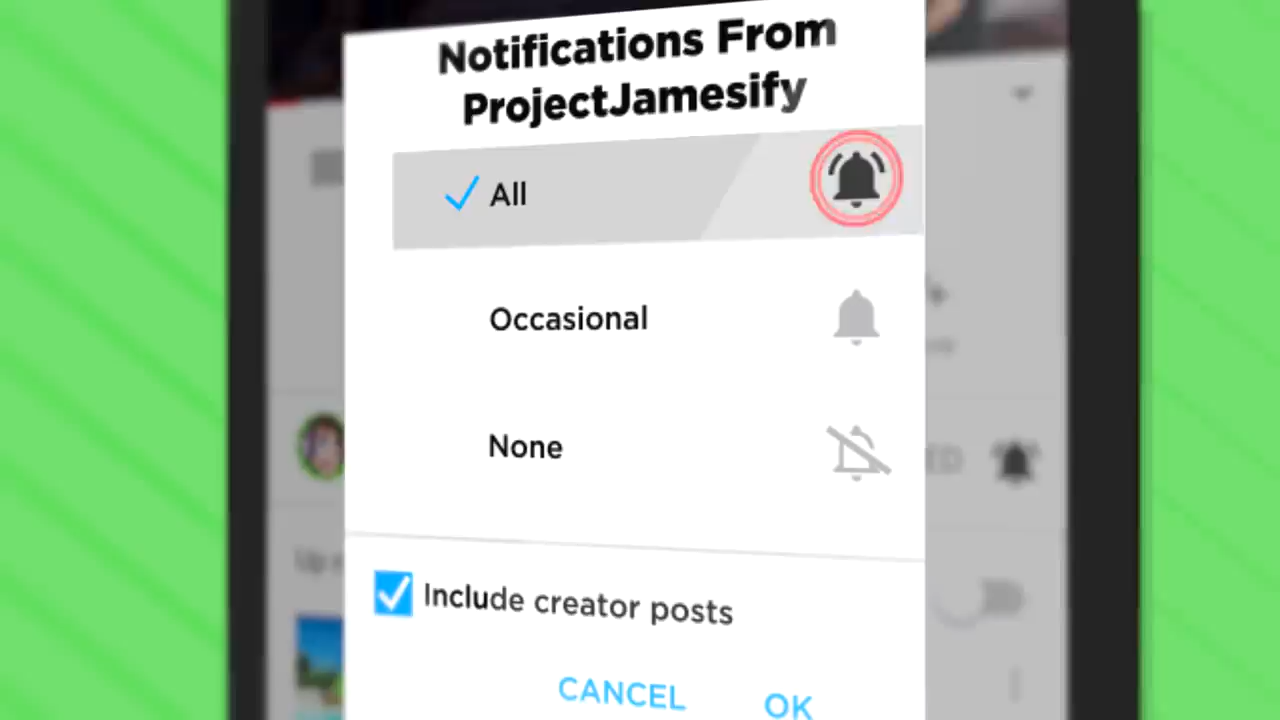 Notifications From
ProjectJamesify
All
Occasional
None
Include creator posts
CANCEL
OK